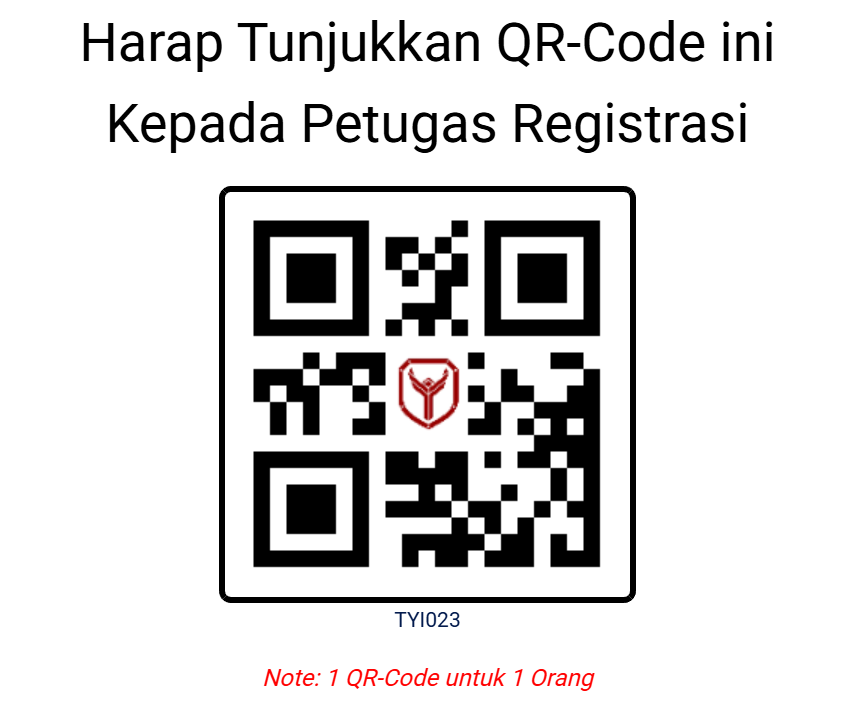 Harap Tunjukkan QR-Code ini
Kepada Petugas Registrasi
TYI023
Note: 1 QR-Code untuk 1 Orang